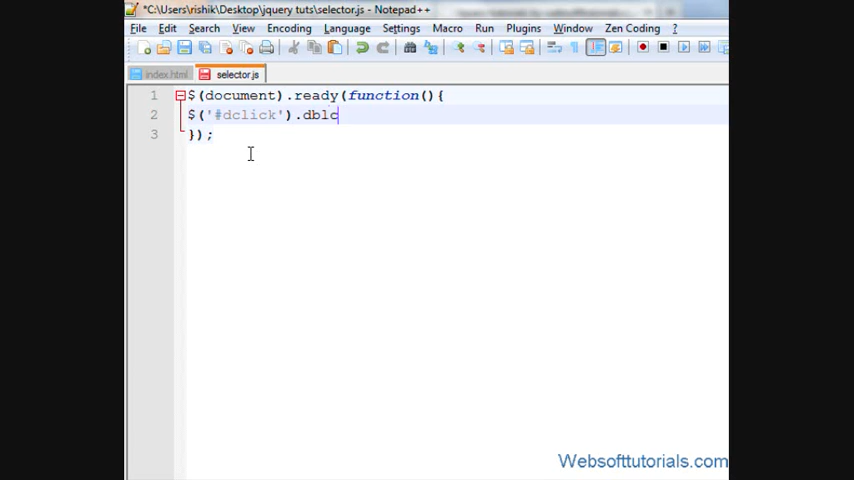 *C:\Users\rishik\Desktop\jquery tuts\selector.js - Notepad++
File Edit Search View Encoding Language Settings Macro Run Plugins Window Zen Coding ?
index.html selector.js
1 $(document).ready(function(){
2 $('#dclick').dblc
3 });
Websofttutorials.com